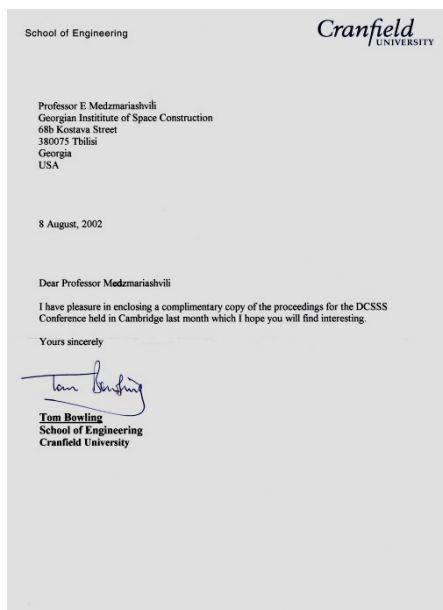 School of Engineering
Cranfield
UNIVERSITY
Professor E Medzmariashvili
Georgian Instititute of Space Construction
68b Kostava Street
380075 Tbilisi
Georgia
USA
8 August, 2002
Dear Professor Medzmariashvili
I have pleasure in enclosing a complimentary copy of the proceedings for the DCSSS
Conference held in Cambridge last month which I hope you will find interesting.
Yours sincerely
Tom Bowling
Tom Bowling
School of Engineering
Cranfield University